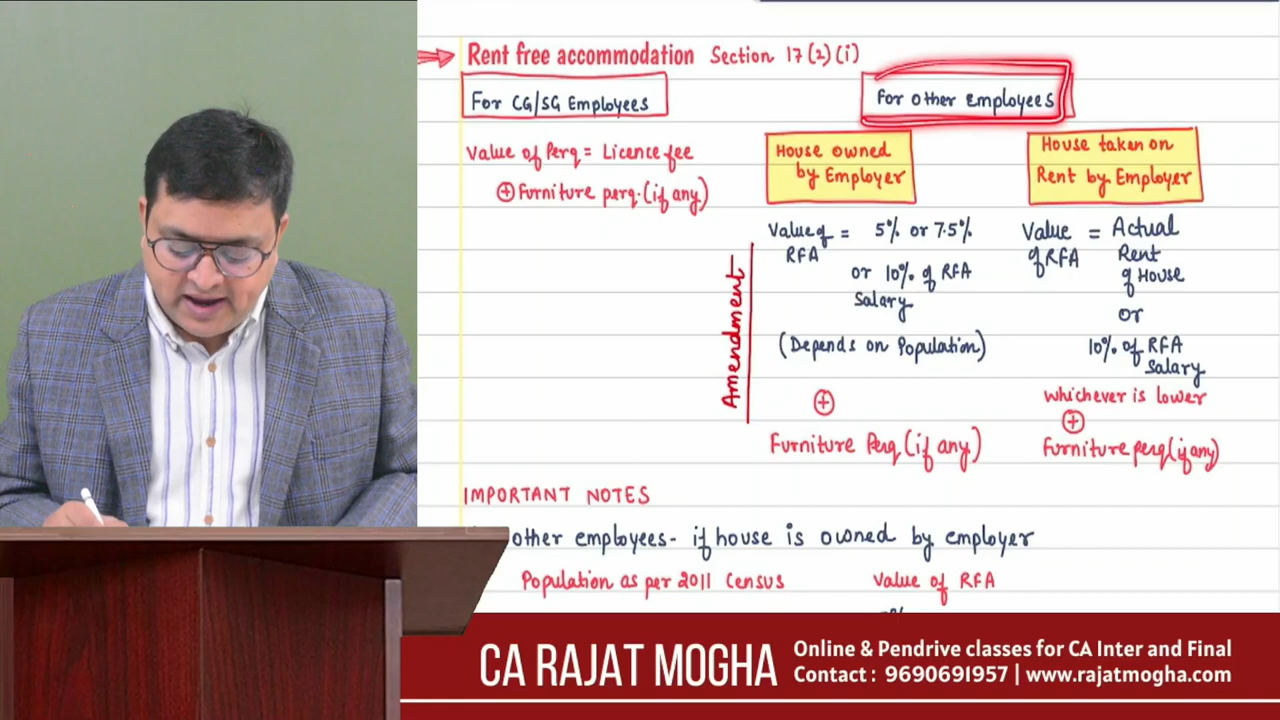 Rent free accommodation Section 17(2)(i)
For CG/SG Employees
For other employees
Value of Perq = Licence fee
⊕ Furniture perq. (if any)
House owned
by Employer
House taken on
Rent by Employer
Value of RFA = 5% or 7.5%
or 10% of RFA
Salary
(Depends on Population)
⊕
Furniture Perq (if any)
Amendment
Value of RFA = Actual
Rent
of House
or
10% of RFA
Salary
whichever is lower
⊕
Furniture perq (if any)
IMPORTANT NOTES
other employees- if house is owned by employer
Population as per 2011 Census
Value of RFA
CA RAJAT MOGHA
Online & Pendrive classes for CA Inter and Final
Contact : 9690691957 | www.rajatmogha.com